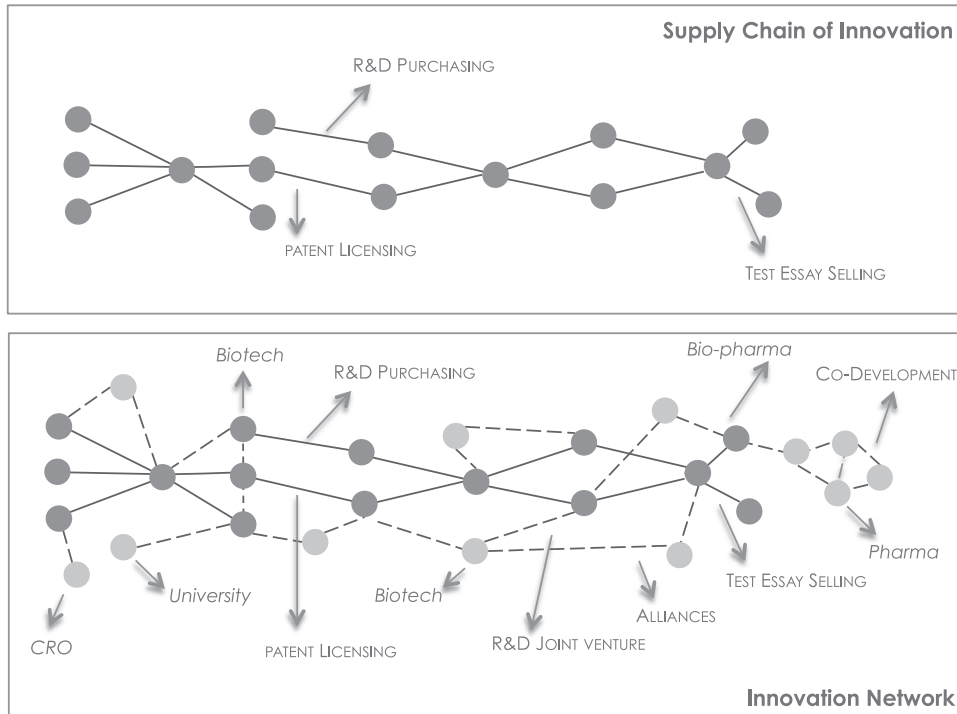 Supply Chain of Innovation
R&D PURCHASING
PATENT LICENSING
TEST ESSAY SELLING
Biotech
R&D PURCHASING
Bio-pharma
CO-DEVELOPMENT
University
Biotech
Pharma
TEST ESSAY SELLING
ALLIANCES
CRO
PATENT LICENSING
R&D JOINT VENTURE
Innovation Network